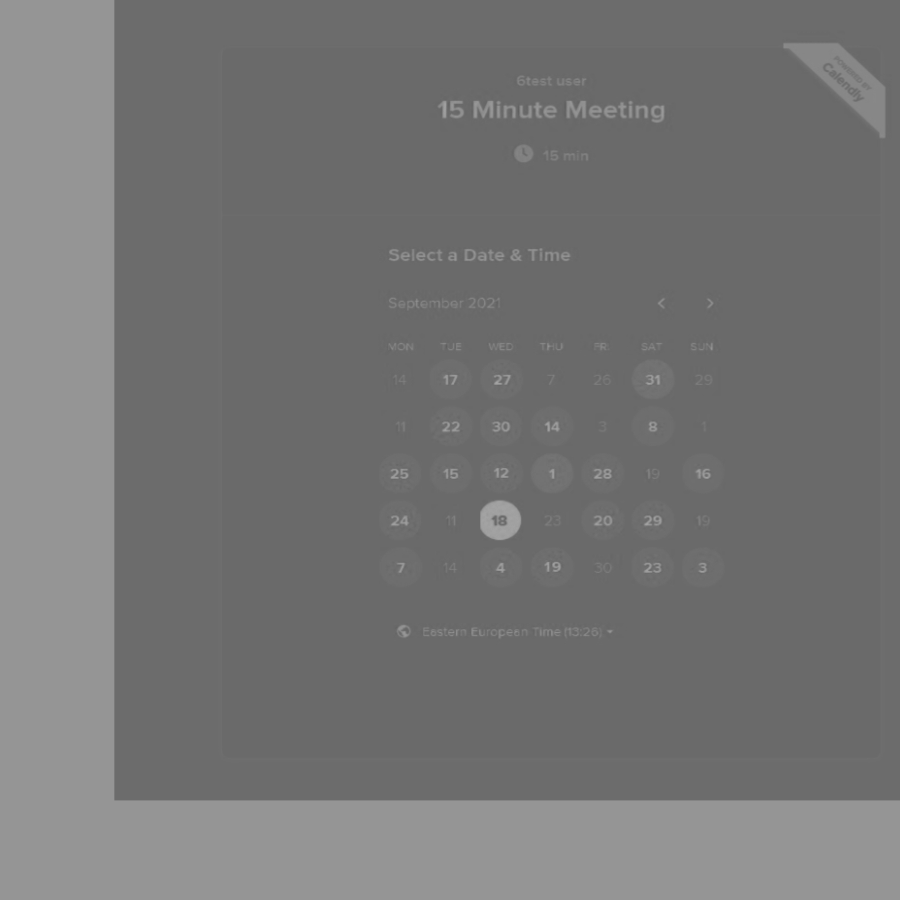 POWERED BY
Calendly
6test user
15 Minute Meeting
15 min
Select a Date & Time
September 2021
MON TUE WED THU FRI SAT SUN
14 17 27 7 26 31 29
11 22 30 14 3 8 1
25 15 12 1 28 19 16
24 11 18 23 20 29 19
7 14 4 19 30 23 3
Eastern European Time (13:26)